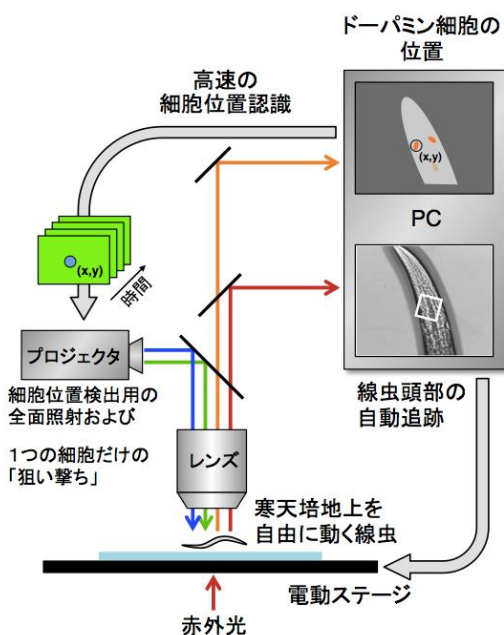 ドーパミン細胞の
位置
高速の
細胞位置認識
(x,y)
PC
(x,y)
時間
プロジェクタ
細胞位置検出用の
全面照射および
1つの細胞だけの
「狙い撃ち」
レンズ
線虫頭部の
自動追跡
寒天培地上を
自由に動く線虫
電動ステージ
赤外光